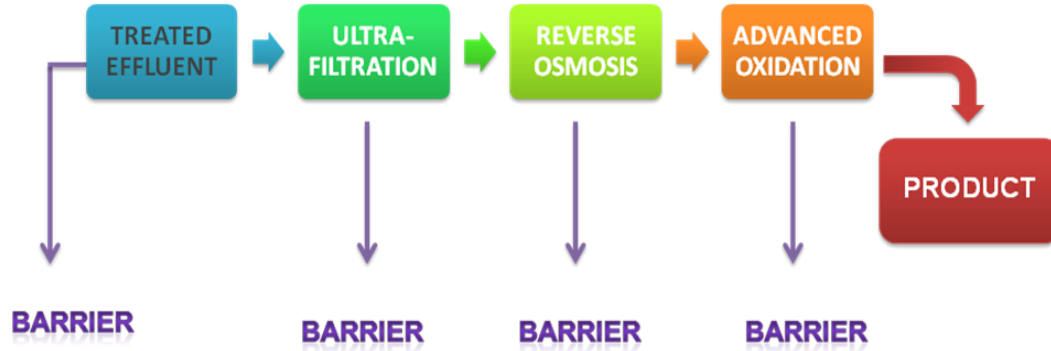 TREATED
EFFLUENT
ULTRA-
FILTRATION
REVERSE
OSMOSIS
ADVANCED
OXIDATION
PRODUCT
BARRIER
BARRIER
BARRIER
BARRIER